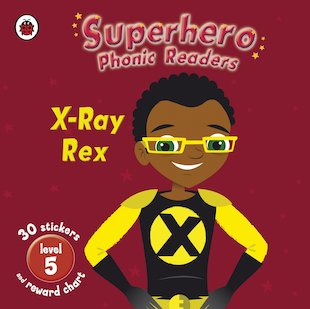 Superhero
Phonic Readers
X-Ray
Rex
X
30 stickers
level
5
and reward chart